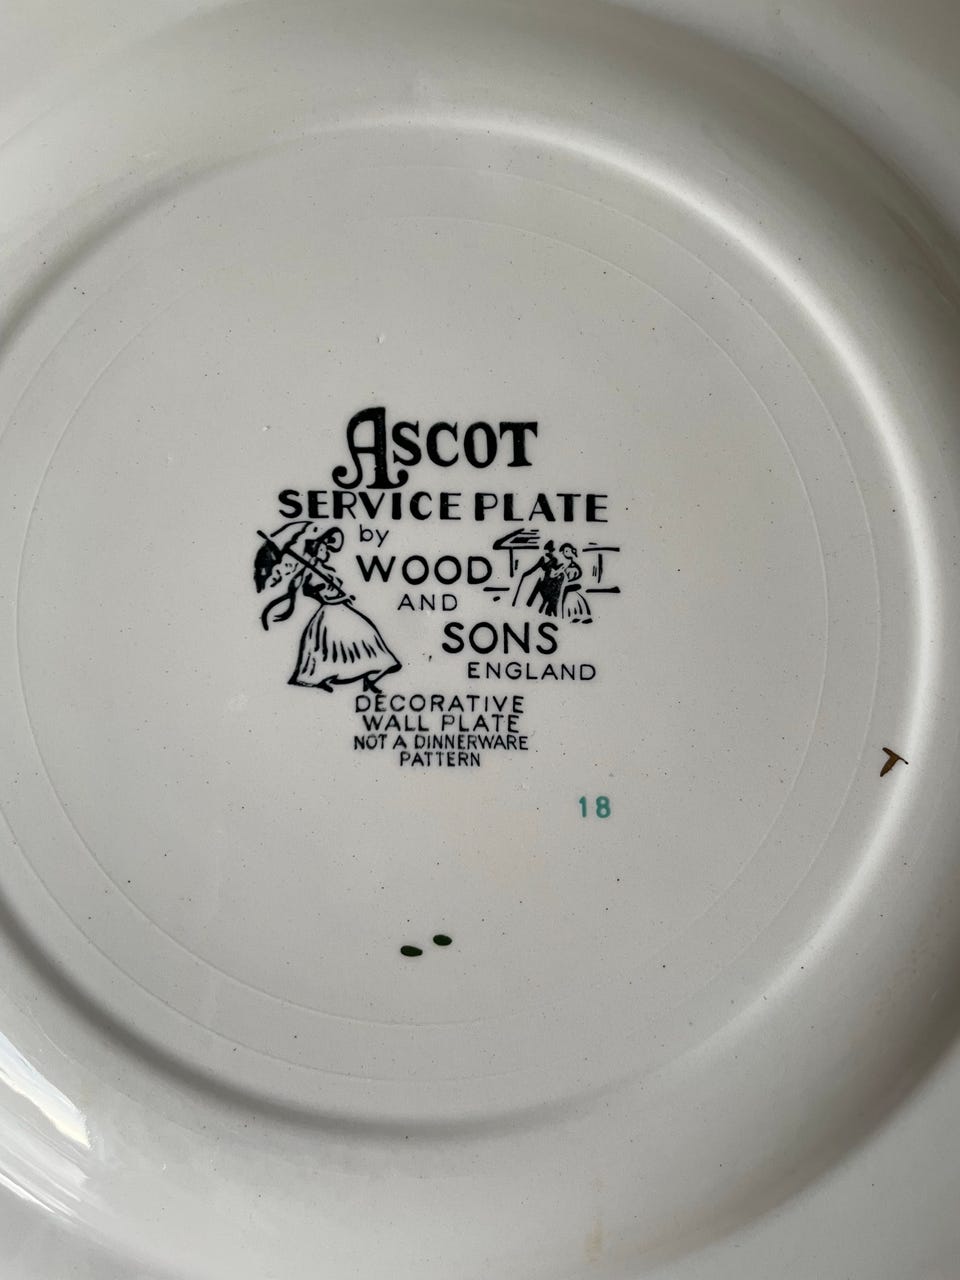 ASCOT
SERVICE PLATE
by
WOOD
AND
SONS
ENGLAND
DECORATIVE
WALL PLATE
NOT A DINNERWARE
PATTERN
18